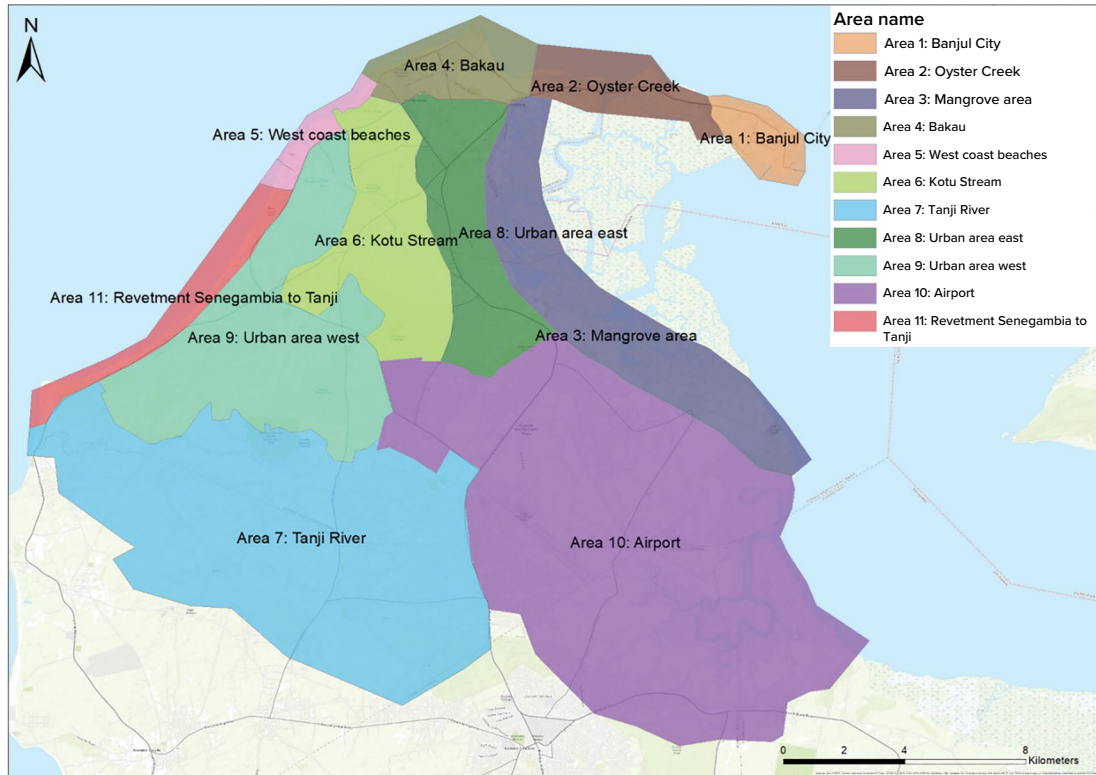 N
Area name
Area 1: Banjul City
Area 2: Oyster Creek
Area 3: Mangrove area
Area 4: Bakau
Area 5: West coast beaches
Area 6: Kotu Stream
Area 7: Tanji River
Area 8: Urban area east
Area 9: Urban area west
Area 10: Airport
Area 11: Revetment Senegambia to
Tanji
Area 4: Bakau
Area 2: Oyster Creek
Area 5: West coast beaches
Area 1: Banjul City
Area 6: Kotu Stream
Area 8: Urban area east
Area 11: Revetment Senegambia to Tanji
Area 9: Urban area west
Area 3: Mangrove area
Area 7: Tanji River
Area 10: Airport
0 2 4 8
Kilometers